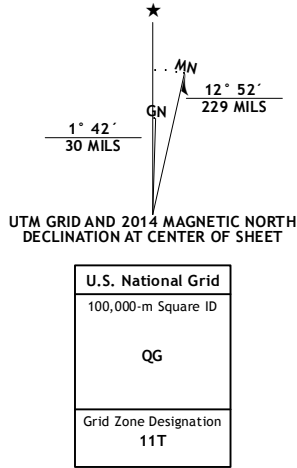 ★
MN
GN
12° 52´
229 MILS
1° 42´
30 MILS
UTM GRID AND 2014 MAGNETIC NORTH
DECLINATION AT CENTER OF SHEET
U.S. National Grid
100,000-m Square ID
QG
Grid Zone Designation
11T